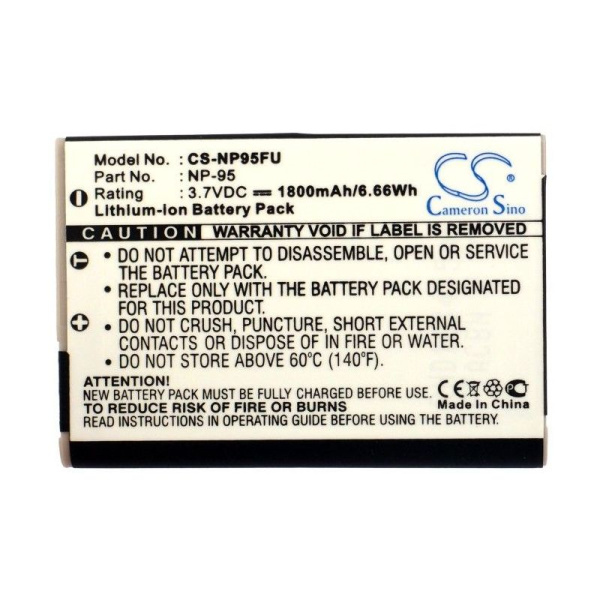 Model No. : CS-NP95FU
Part No. : NP-95
Rating : 3.7VDC ⎓ 1800mAh/6.66Wh
Lithium-ion Battery Pack
CS
Cameron Sino
CAUTION WARRANTY VOID IF LABEL IS REMOVED
• DO NOT ATTEMPT TO DISASSEMBLE, OR SERVICE
THE BATTERY PACK
• REPLACE ONLY WITH THE BATTERY PACK DESIGNATED
FOR YOUR PRODUCT
• DO NOT CRUSH, PUNCTURE, SHORT EXTERNAL
CONTACTS OR DISPOSE OF IN FIRE OR WATER
• DO NOT STORE ABOVE 60°C (140°F)
ATTENTION!
NEW BATTERY PACK MUST BE FULLY CHARGED BEFORE USE
TO REDUCE RISK OF FIRE OR BURNS
READ INSTRUCTIONS IN OPERATING GUIDE BEFORE USING
CE
Made In China